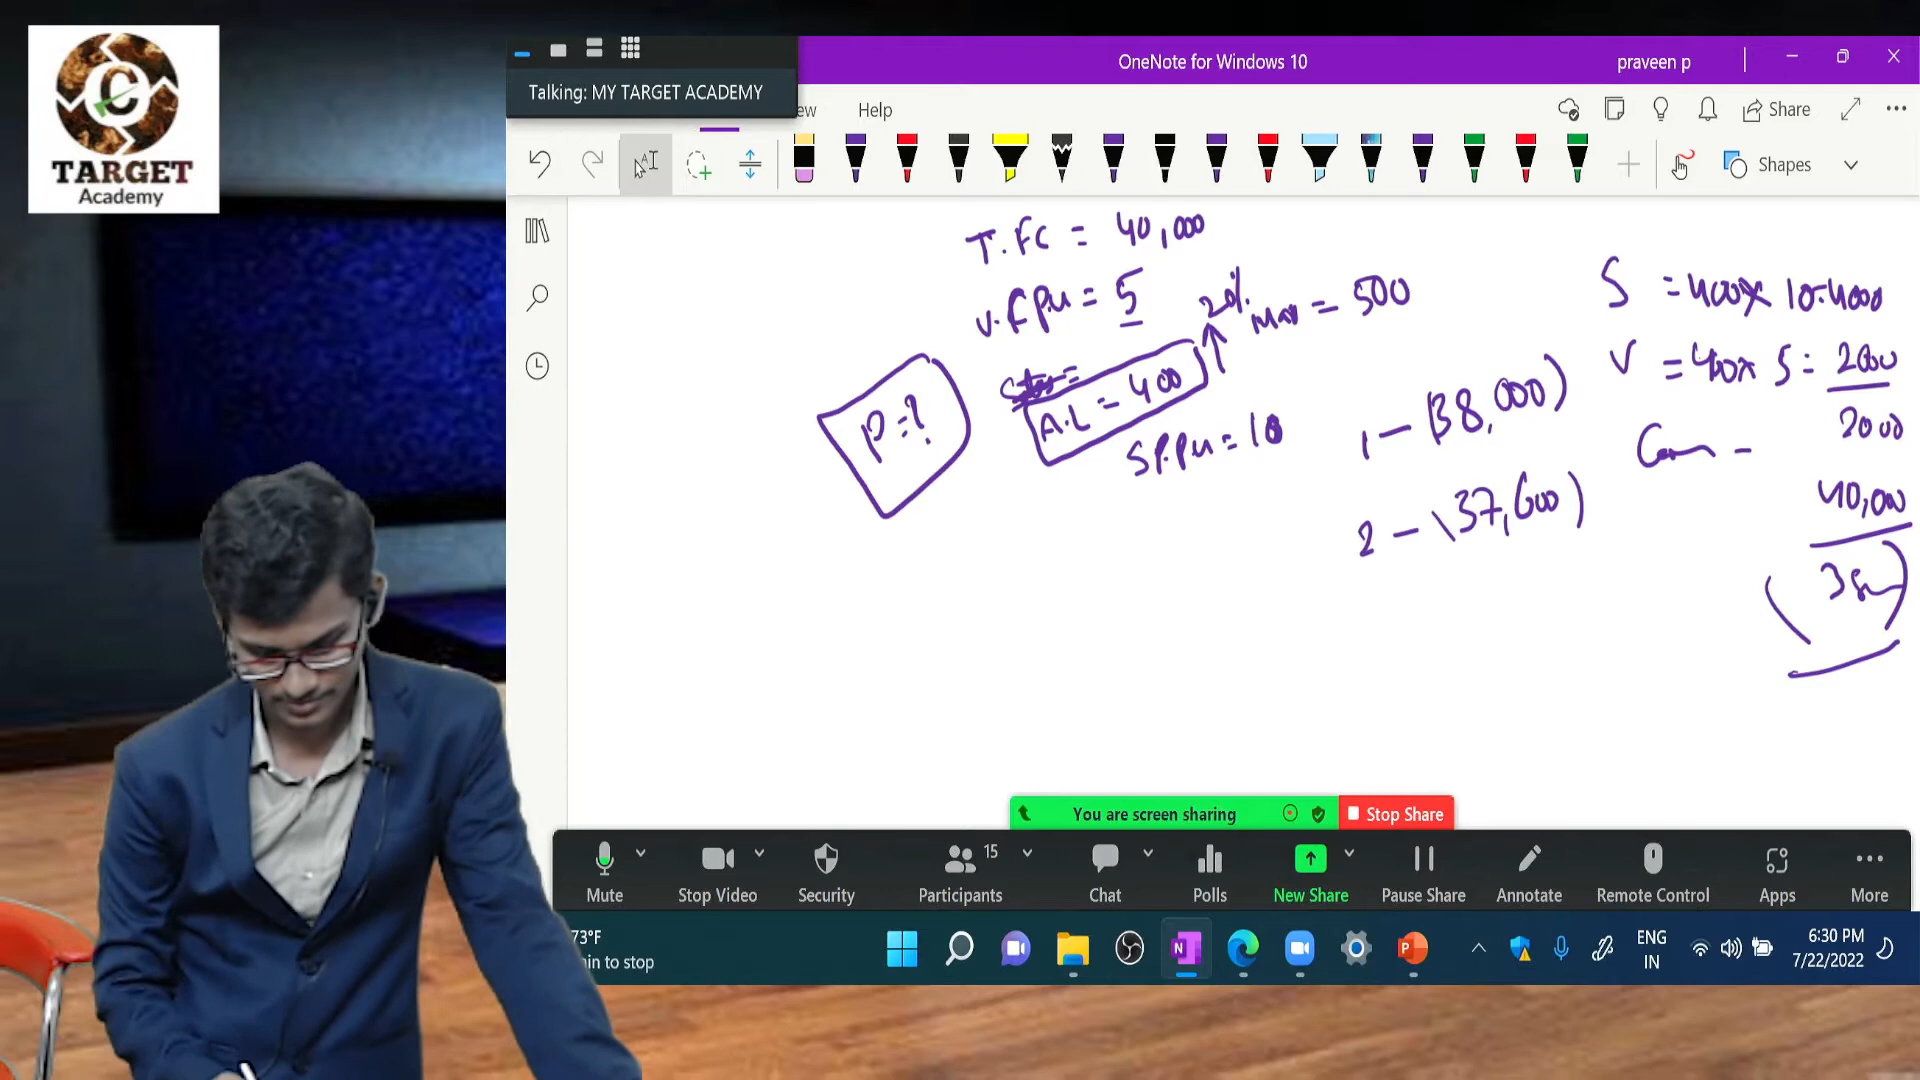 TARGET
Academy
Talking: MY TARGET ACADEMY
OneNote for Windows 10
praveen p
ew
Help
Share
Shapes
T.FC = 40,000
V.C p.u = 5
20%
max = 500
A.L = 400
S.P.P.u = 10
P = ?
1 – (38,000)
2 – (37,600)
S = 400 x 10 = 4000
V = 400 x 5 = 2000
2000
Con –
40,000
You are screen sharing
Stop Share
15
Mute
Stop Video
Security
Participants
Chat
Polls
New Share
Pause Share
Annotate
Remote Control
Apps
More
73°F
in to stop
ENG
IN
6:30 PM
7/22/2022